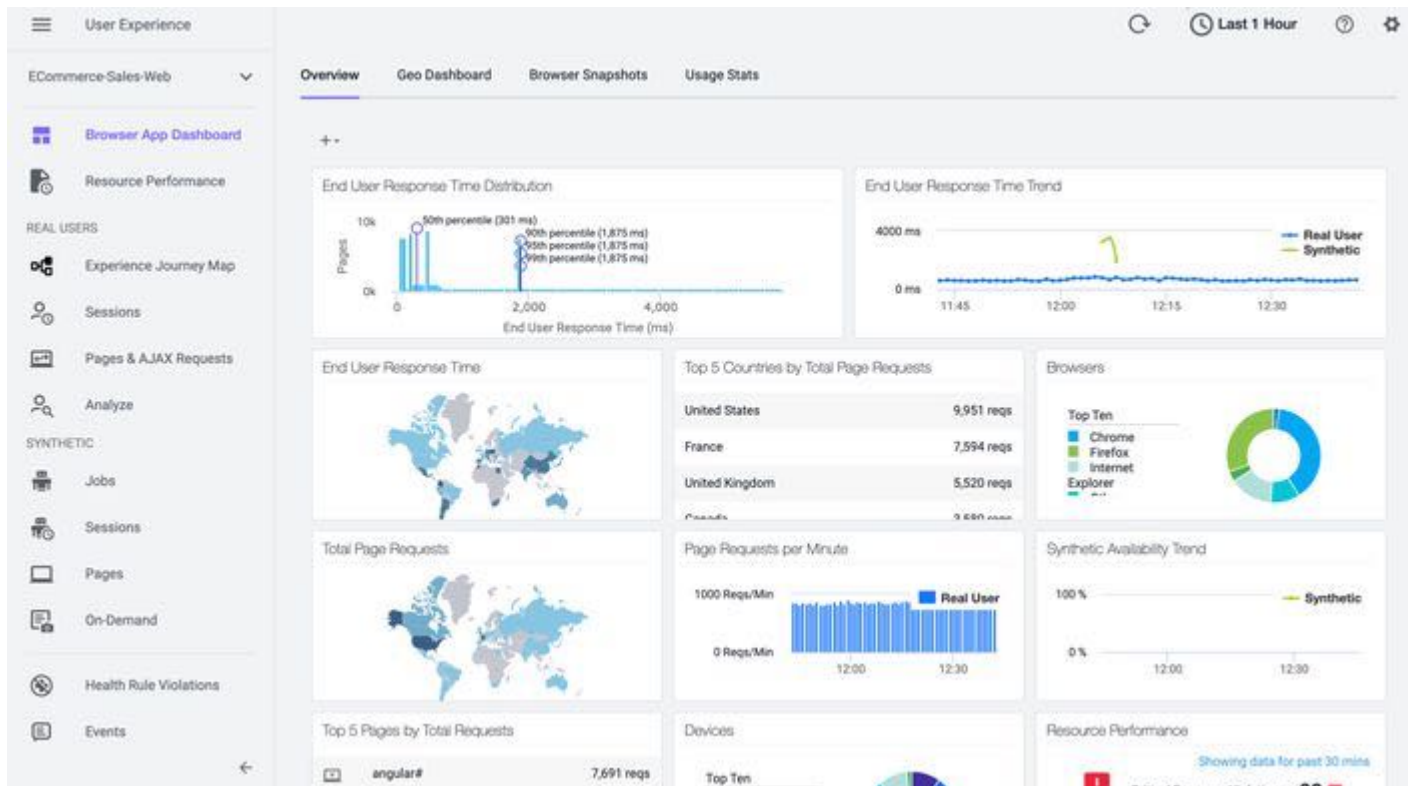 User Experience
Last 1 Hour
ECommerce-Sales-Web
Overview Geo Dashboard Browser Snapshots Usage Stats
Browser App Dashboard
Resource Performance
REAL USERS
Experience Journey Map
Sessions
Pages & AJAX Requests
Analyze
SYNTHETIC
Jobs
Sessions
Pages
On-Demand
Health Rule Violations
Events
End User Response Time Distribution
10k
Pages
0k
50th percentile (301 ms)
90th percentile (1,875 ms)
95th percentile (1,875 ms)
99th percentile (1,875 ms)
0 2,000 4,000
End User Response Time (ms)
End User Response Time Trend
4000 ms
0 ms
Real User
Synthetic
11:45 12:00 12:15 12:30
End User Response Time
Top 5 Countries by Total Page Requests
United States 9,951 reqs
France 7,594 reqs
United Kingdom 5,520 reqs
Canada
Browsers
Top Ten
Chrome
Firefox
Internet
Explorer
Total Page Requests
Page Requests per Minute
1000 Reqs/Min
Real User
0 Reqs/Min
12:00 12:30
Synthetic Availability Trend
100 %
Synthetic
0 %
12:00 12:30
Top 5 Pages by Total Requests
angular# 7,691 reqs
Devices
Top Ten
Resource Performance
Showing data for past 30 mins